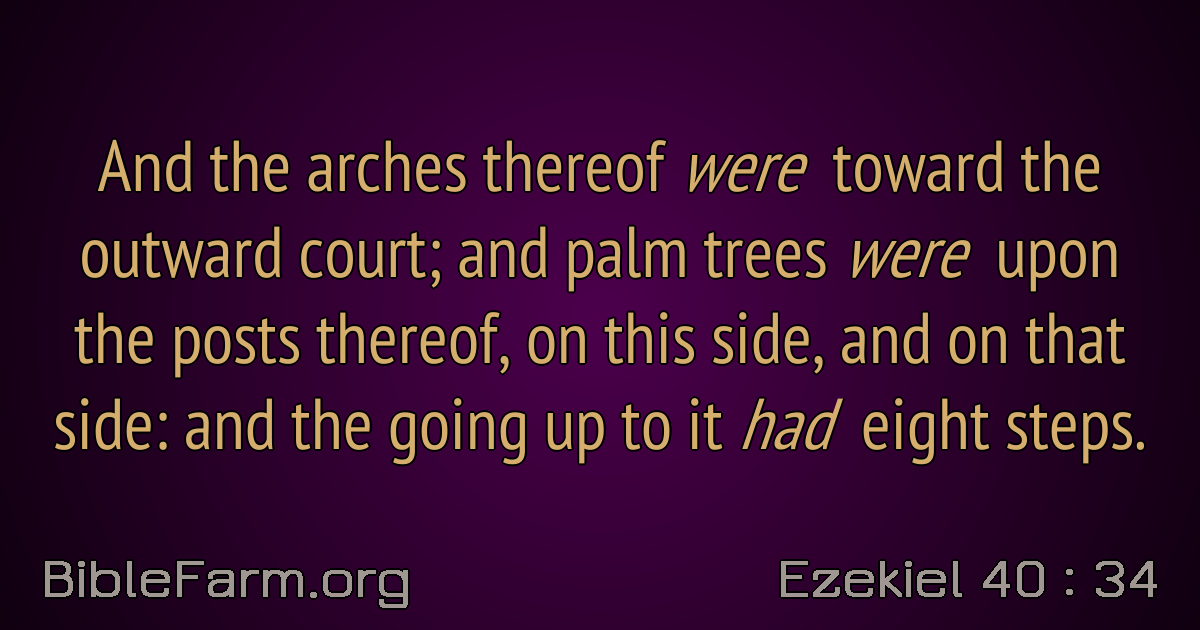 And the arches thereof were toward the
outward court; and palm trees were upon
the posts thereof, on this side, and on that
side: and the going up to it had eight steps.
BibleFarm.org
Ezekiel 40 : 34